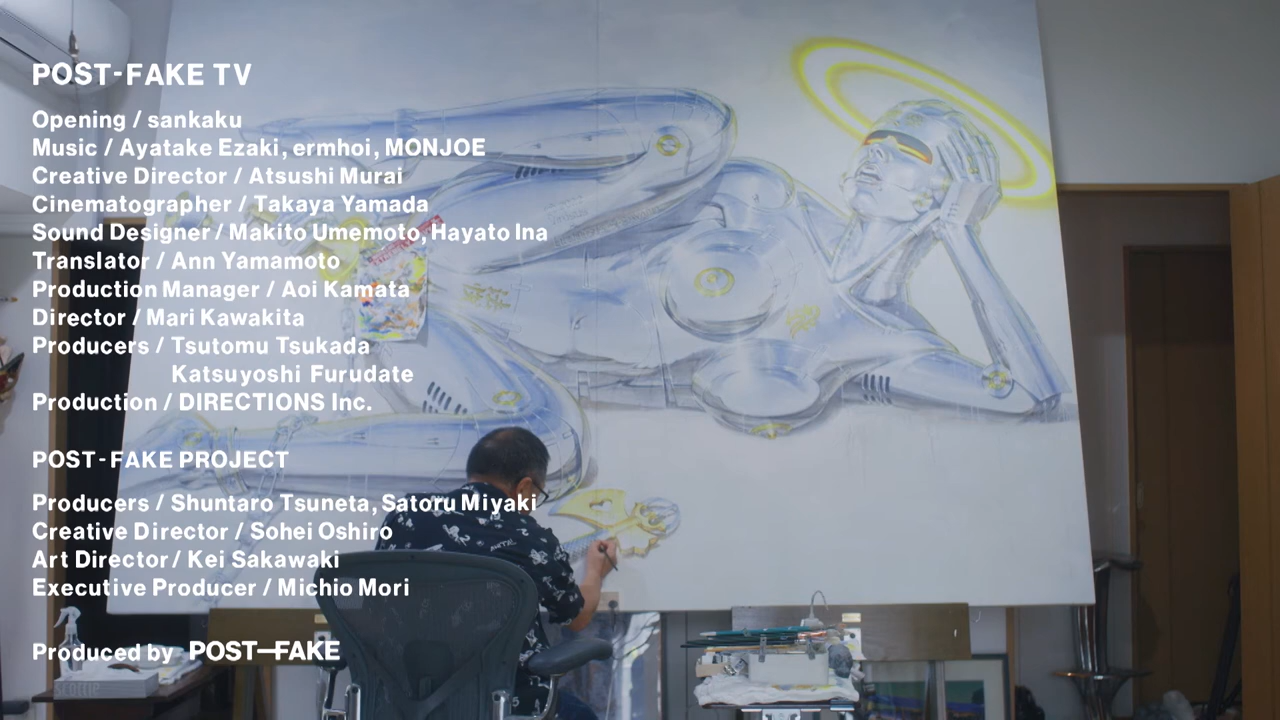 POST-FAKE TV
Opening / sankaku
Music / Ayatake Ezaki, ermhoi, MONJOE
Creative Director / Atsushi Murai
Cinematographer / Takaya Yamada
Sound Designer / Makito Umemoto, Hayato Ina
Translator / Ann Yamamoto
Production Manager / Aoi Kamata
Director / Mari Kawakita
Producers / Tsutomu Tsukada
Katsuyoshi Furudate
Production / DIRECTIONS Inc.
POST-FAKE PROJECT
Producers / Shuntaro Tsuneta, Satoru Miyaki
Creative Director / Sohei Oshiro
Art Director / Kei Sakawaki
Executive Producer / Michio Mori
Produced by POST—FAKE
scottie